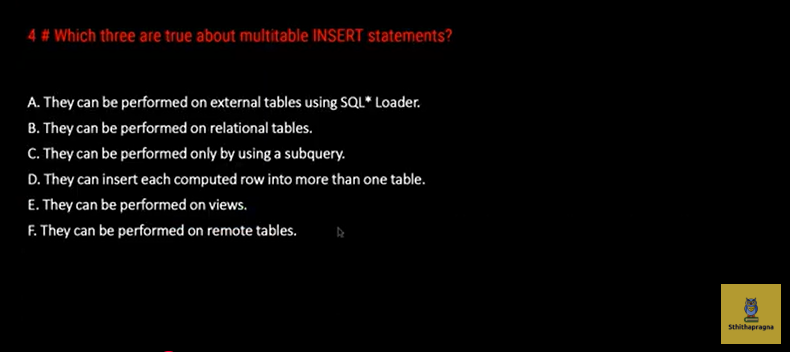 4 # Which three are true about multitable INSERT statements?
A. They can be performed on external tables using SQL* Loader.
B. They can be performed on relational tables.
C. They can be performed only by using a subquery.
D. They can insert each computed row into more than one table.
E. They can be performed on views.
F. They can be performed on remote tables.
Sthithapragna